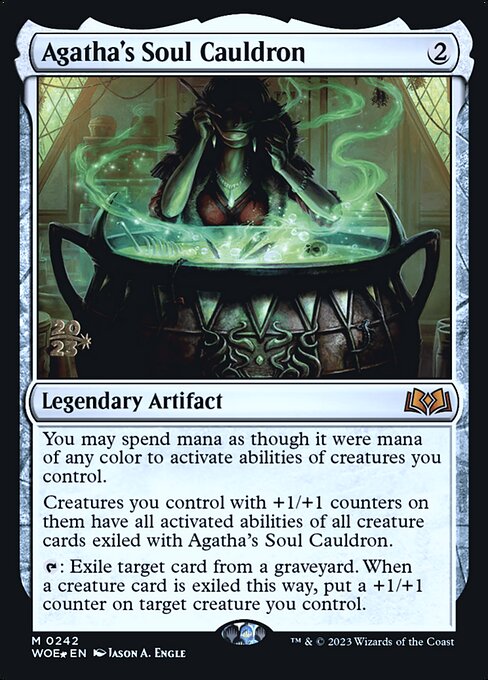 Agatha's Soul Cauldron 2
20
23*
Legendary Artifact
You may spend mana as though it were mana
of any color to activate abilities of creatures you
control.
Creatures you control with +1/+1 counters on
them have all activated abilities of all creature
cards exiled with Agatha's Soul Cauldron.
: Exile target card from a graveyard. When
a creature card is exiled this way, put a +1/+1
counter on target creature you control.
M 0242
WOE★EN Jason A. Engle
™ & © 2023 Wizards of the Coast